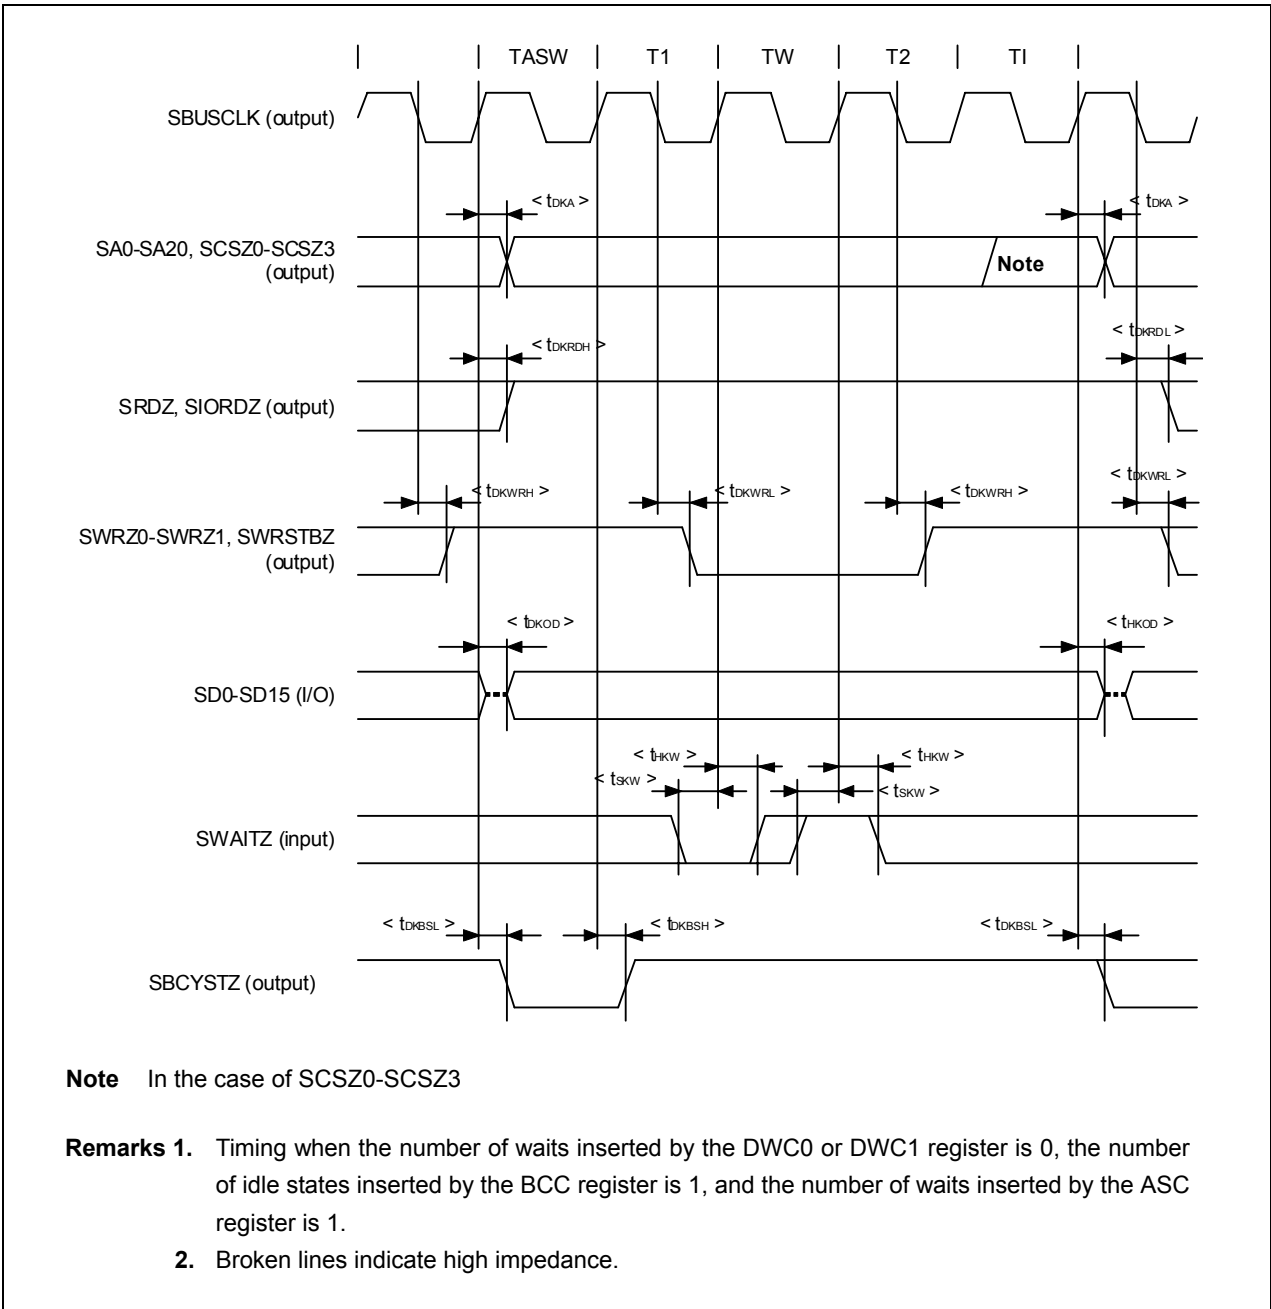 TASW T1 TW T2 TI
SBUSCLK (output)
< tDKA > < tDKA >
SA0-SA20, SCSZ0-SCSZ3
(output)
Note
< tDKRDH > < tDKRDL >
SRDZ, SIORDZ (output)
< tDKWRH > < tDKWRL > < tDKWRH > < tDKWRL >
SWRZ0-SWRZ1, SWRSTBZ
(output)
< tDKOD > < tHKOD >
SD0-SD15 (I/O)
< tHKW > < tHKW >
< tSKW > < tSKW >
SWAITZ (input)
< tDKBSL > < tDKBSH > < tDKBSL >
SBCYSTZ (output)
Note In the case of SCSZ0-SCSZ3
Remarks 1. Timing when the number of waits inserted by the DWC0 or DWC1 register is 0, the number
of idle states inserted by the BCC register is 1, and the number of waits inserted by the ASC
register is 1.
2. Broken lines indicate high impedance.